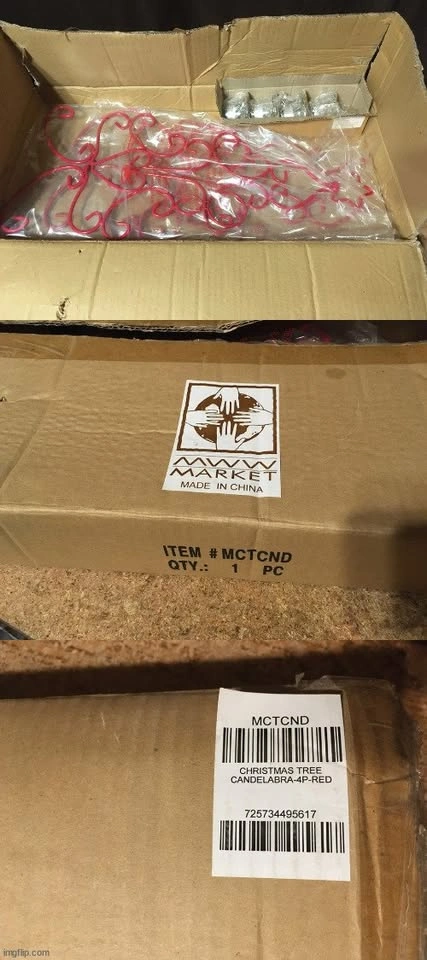 MWW
MARKET
MADE IN CHINA
ITEM # MCTCND
QTY.: 1 PC
MCTCND
CHRISTMAS TREE
CANDELABRA-4P-RED
725734495617
imgflip.com